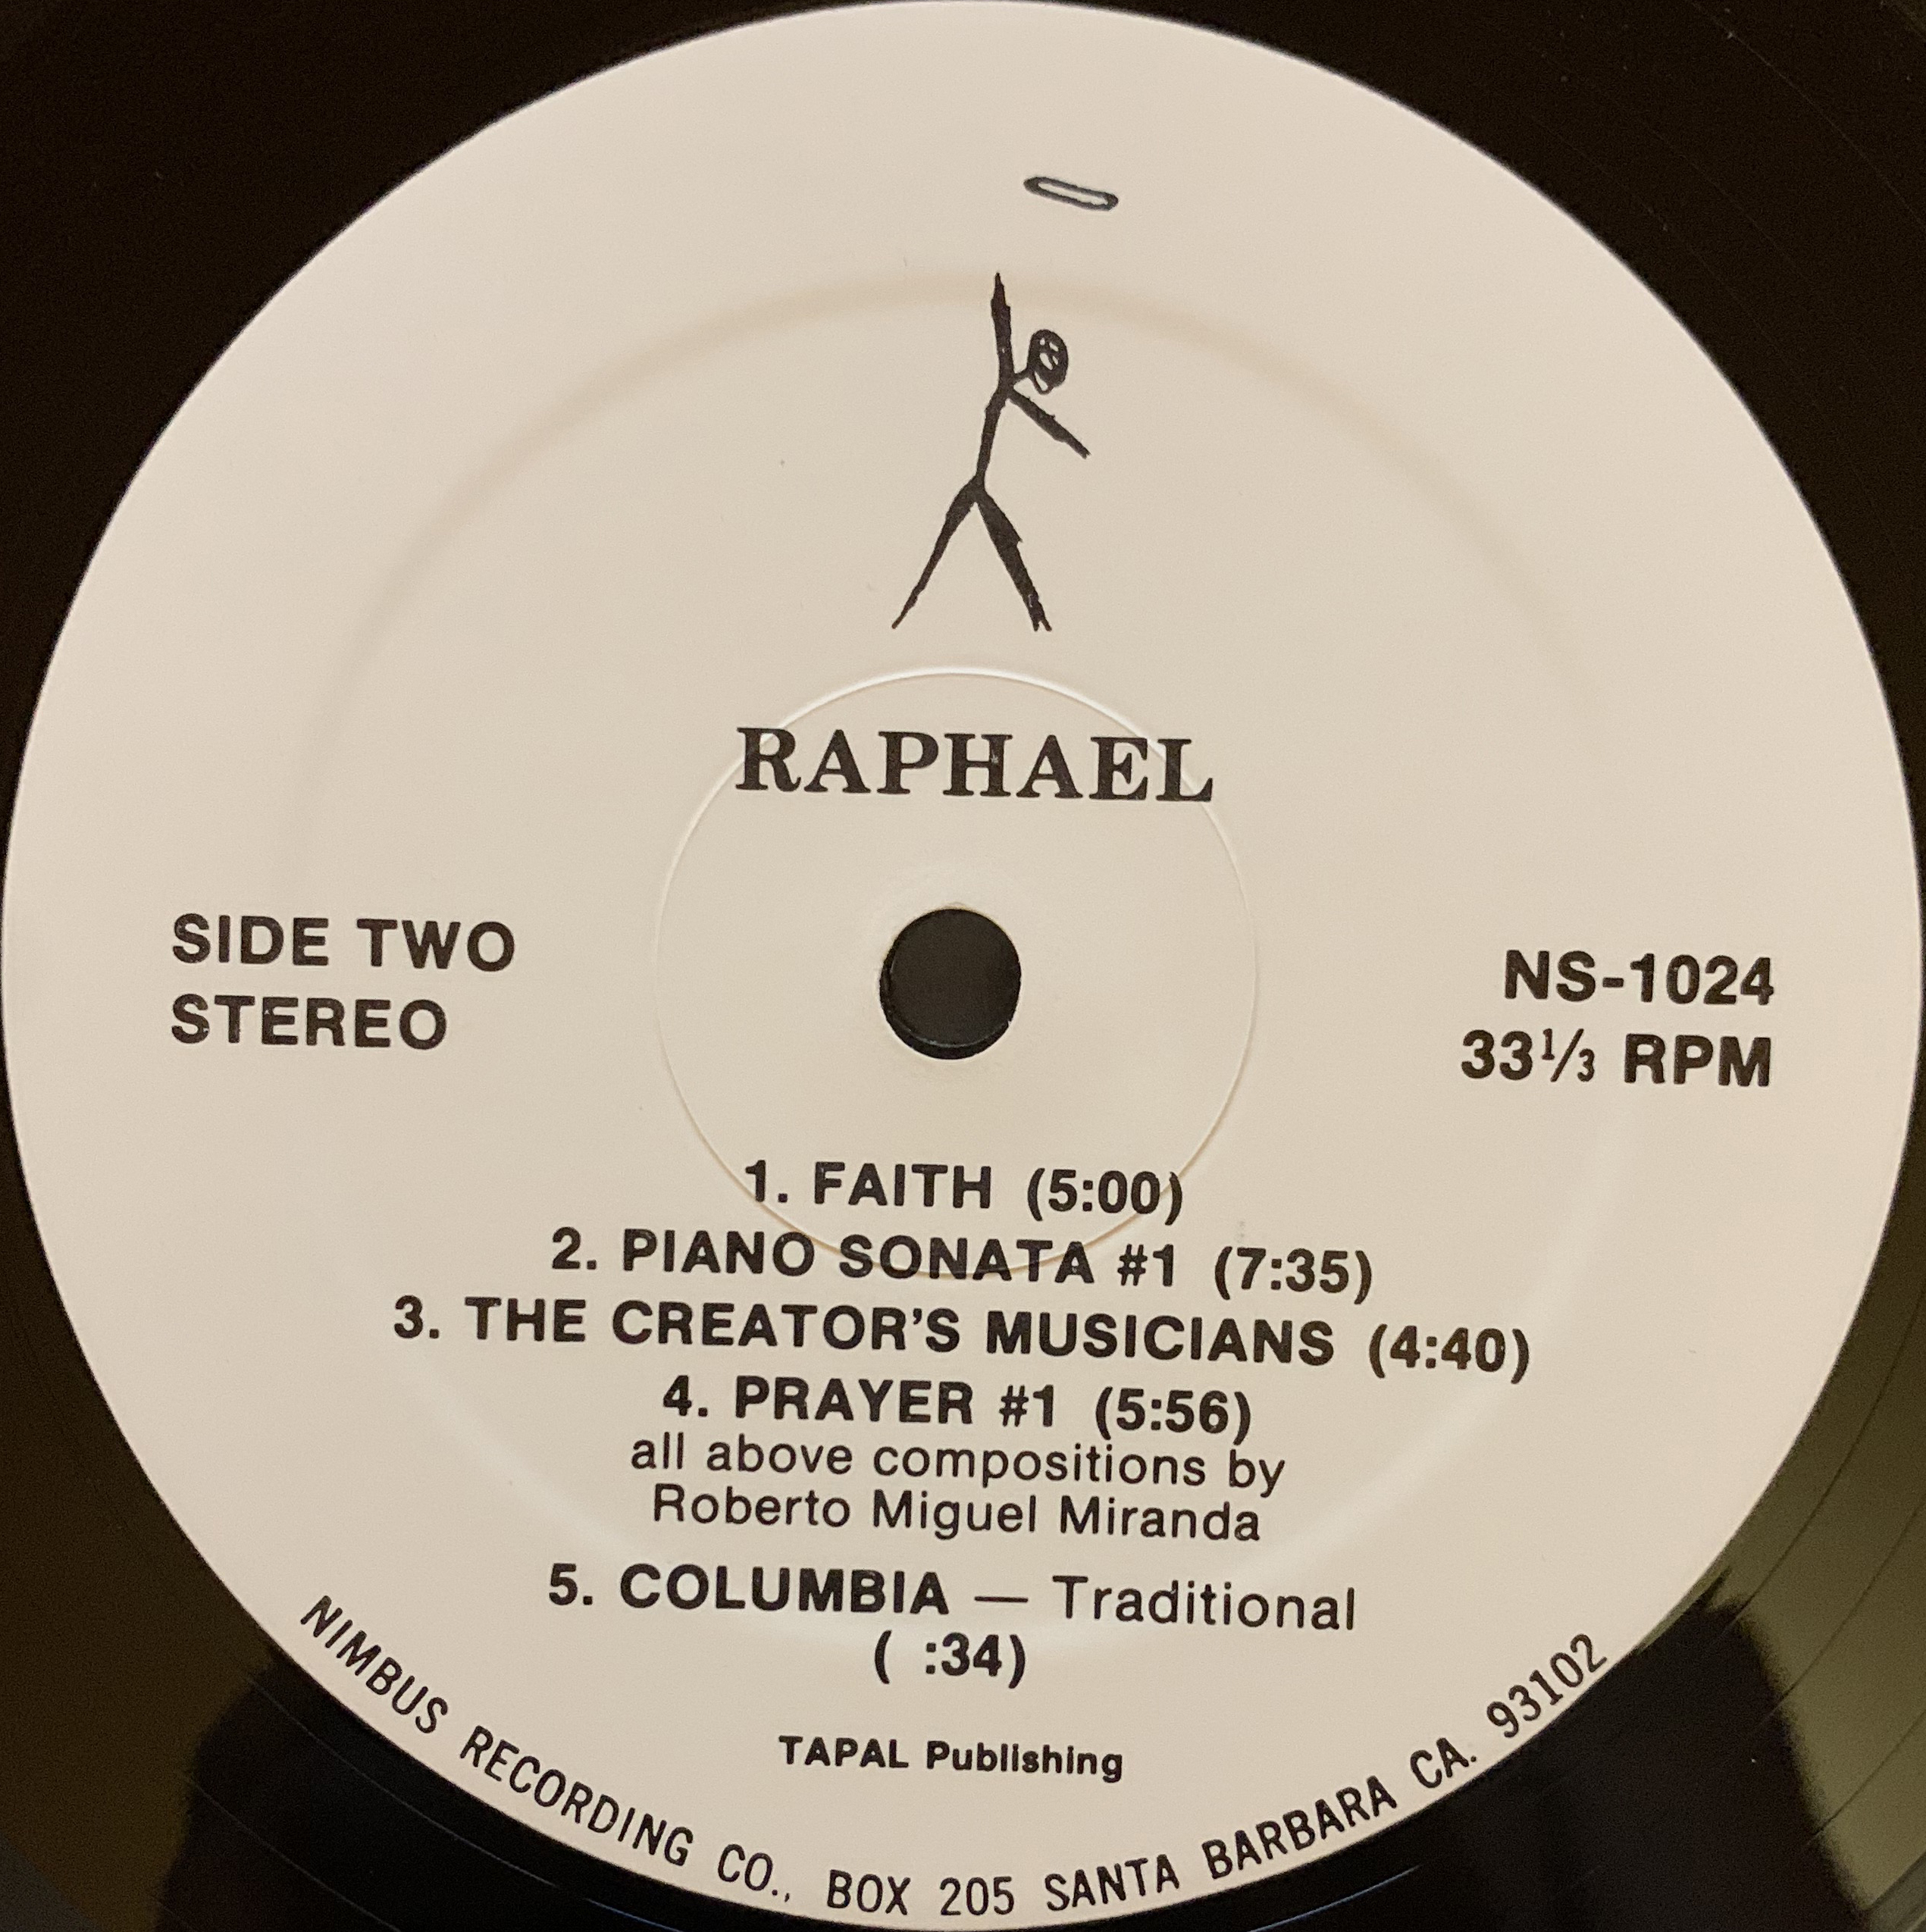 RAPHAEL
SIDE TWO
STEREO
NS-1024
33⅓ RPM
1. FAITH (5:00)
2. PIANO SONATA #1 (7:35)
3. THE CREATOR'S MUSICIANS (4:40)
4. PRAYER #1 (5:56)
all above compositions by
Roberto Miguel Miranda
5. COLUMBIA — Traditional
( :34)
TAPAL Publishing
NIMBUS RECORDING CO., BOX 205 SANTA BARBARA CA. 93102